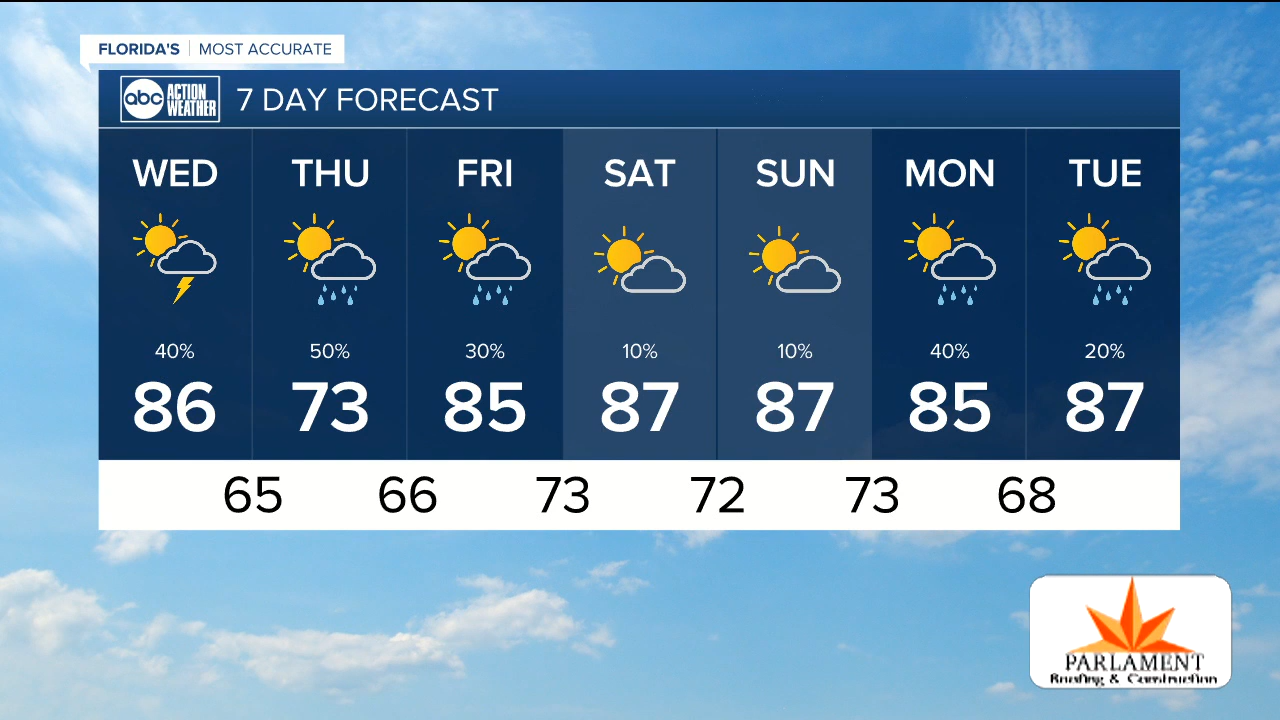 FLORIDA'S | MOST ACCURATE
abc ACTION WEATHER 7 DAY FORECAST
WED THU FRI SAT SUN MON TUE
40% 50% 30% 10% 10% 40% 20%
86 73 85 87 87 85 87
65 66 73 72 73 68
PARLAMENT
Roofing & Construction